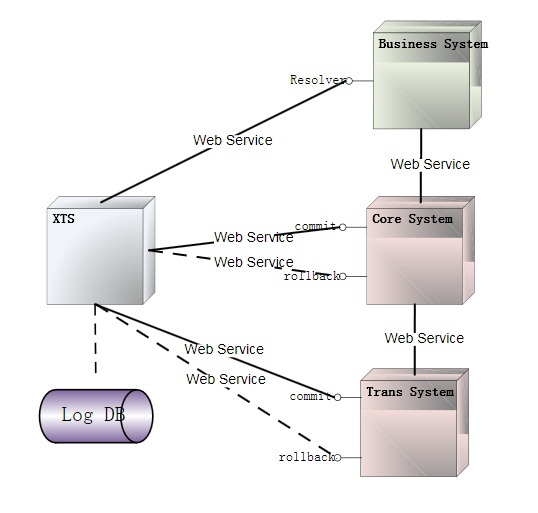 Business System
Resolver
Web Service
Web Service
XTS
commit
Core System
Web Service
Web Service
rollback
Web Service
Web Service
Web Service
Trans System
commit
Log DB
rollback